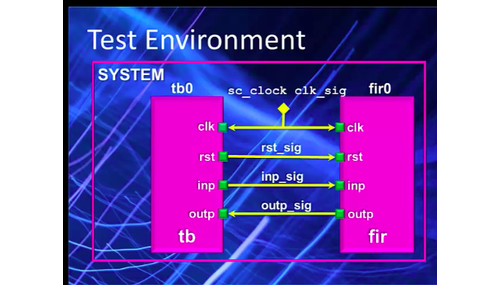 Test Environment
SYSTEM
tb0
sc_clock clk_sig
fir0
clk
clk
rst
rst_sig
rst
inp
inp_sig
inp
outp
outp_sig
outp
tb
fir